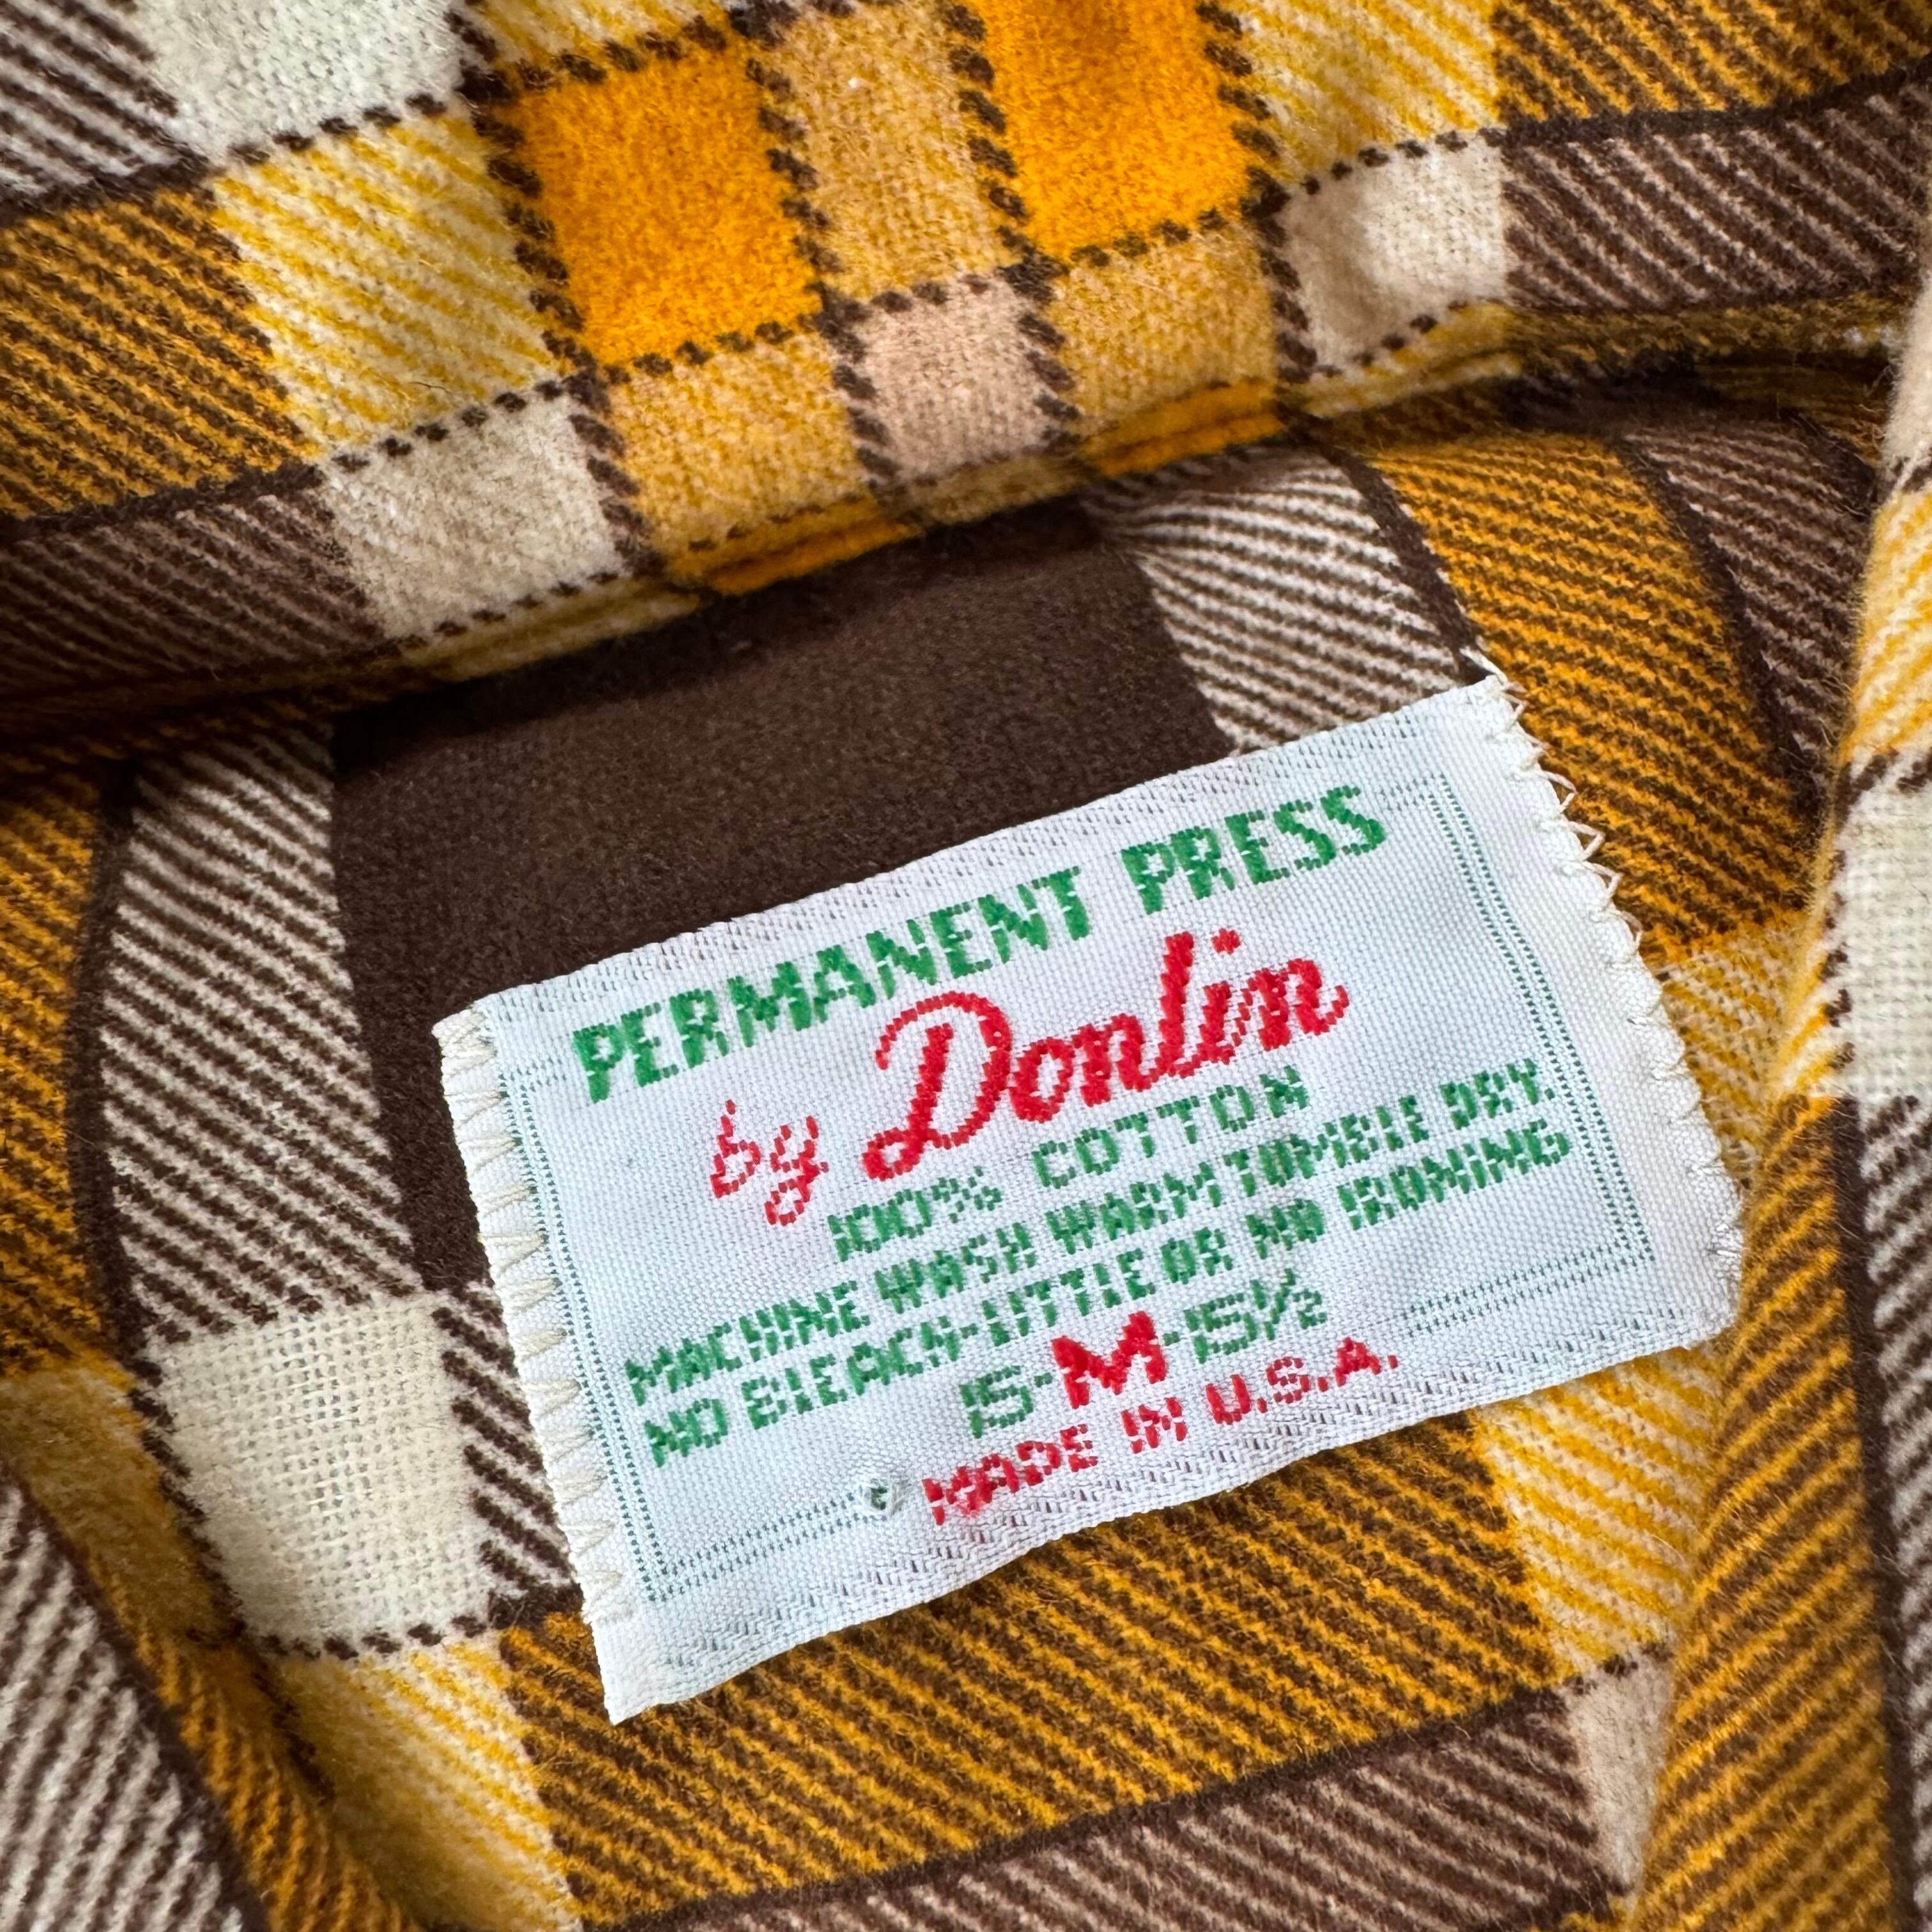 PERMANENT PRESS
by Donlin
100% COTTON
MACHINE WASH WARM TUMBLE DRY.
NO BLEACH-LITTLE OR NO IRONING
15-M-15½
MADE IN U.S.A.